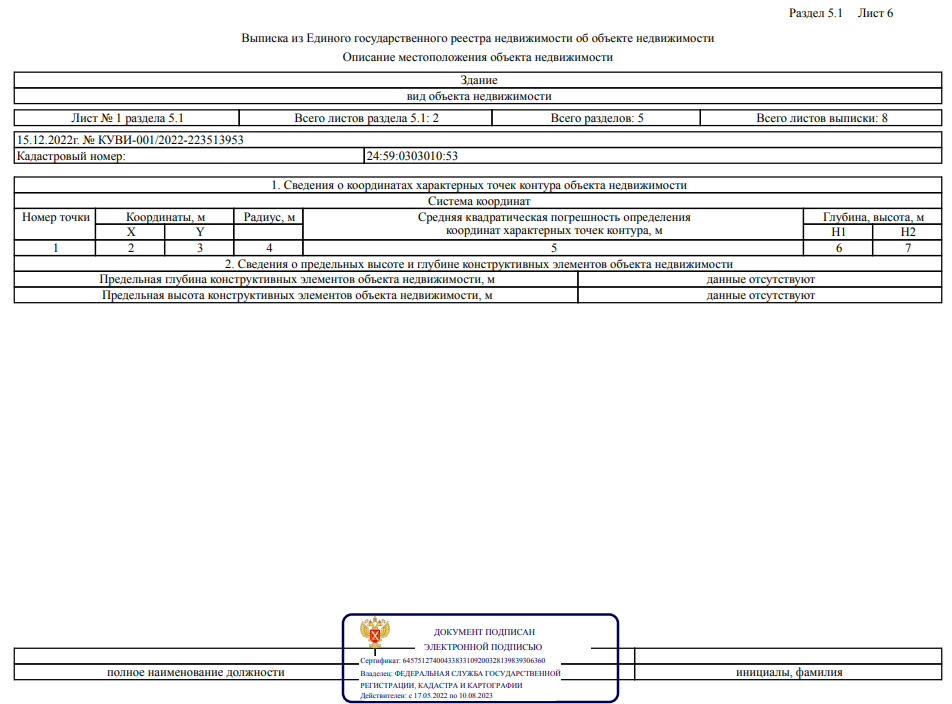 Раздел 5.1 Лист 6
Выписка из Единого государственного реестра недвижимости об объекте недвижимости
Описание местоположения объекта недвижимости
Здание
вид объекта недвижимости
Лист № 1 раздела 5.1 Всего листов раздела 5.1: 2 Всего разделов: 5 Всего листов выписки: 8
15.12.2022г. № КУВИ-001/2022-223513953
Кадастровый номер: 24:59:0303010:53
1. Сведения о координатах характерных точек контура объекта недвижимости
Система координат
Номер точки Координаты, м Радиус, м Средняя квадратическая погрешность определения Глубина, высота, м
X Y координат характерных точек контура, м H1 H2
1 2 3 4 5 6 7
2. Сведения о предельных высоте и глубине конструктивных элементов объекта недвижимости
Предельная глубина конструктивных элементов объекта недвижимости, м данные отсутствуют
Предельная высота конструктивных элементов объекта недвижимости, м данные отсутствуют
ДОКУМЕНТ ПОДПИСАН
ЭЛЕКТРОННОЙ ПОДПИСЬЮ
Сертификат: 64575127400433833109200328139839306360
полное наименование должности Владелец: ФЕДЕРАЛЬНАЯ СЛУЖБА ГОСУДАРСТВЕННОЙ инициалы, фамилия
РЕГИСТРАЦИИ, КАДАСТРА И КАРТОГРАФИИ
Действителен: с 17.05.2022 по 10.08.2023